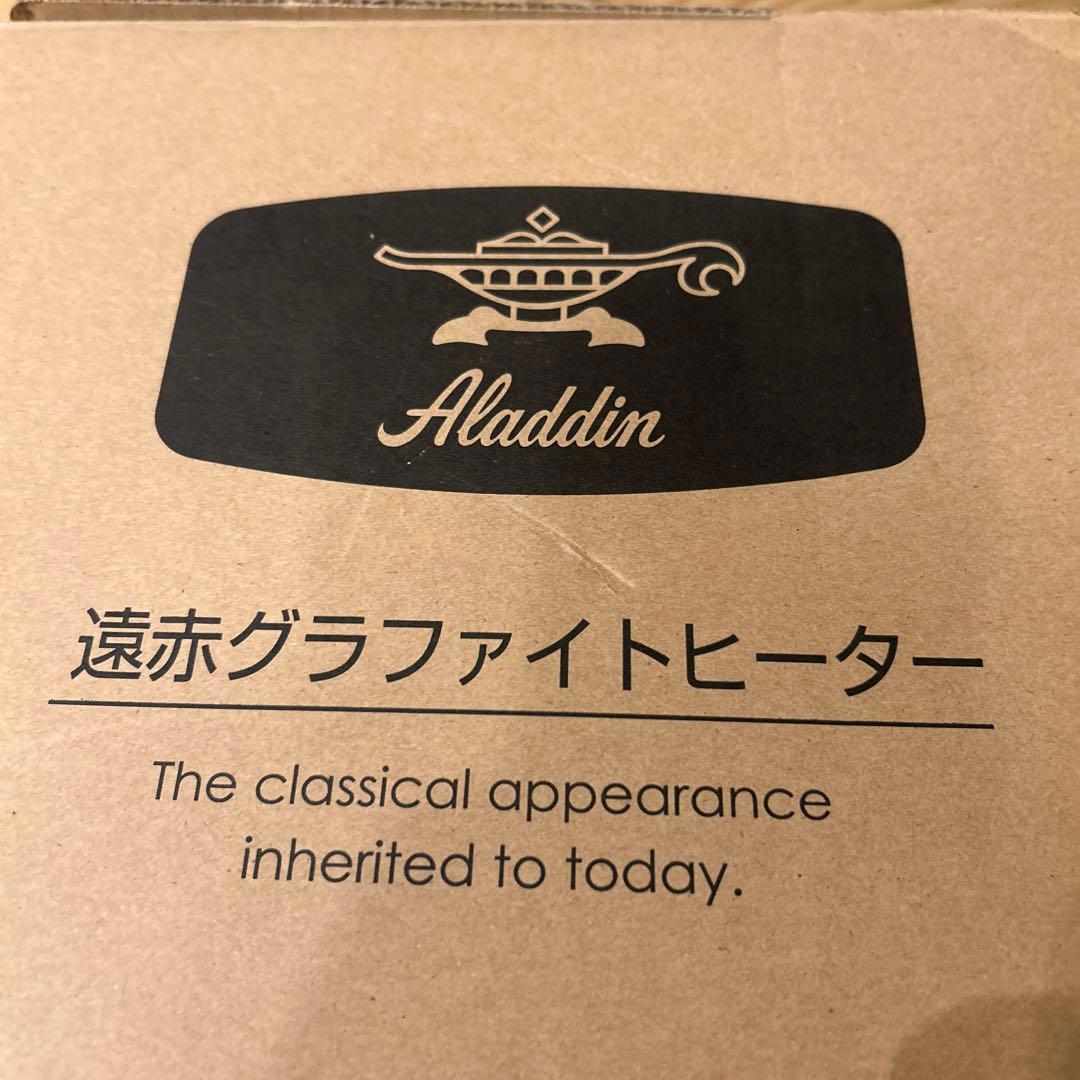 Aladdin
遠赤グラファイトヒーター
The classical appearance
inherited to today.